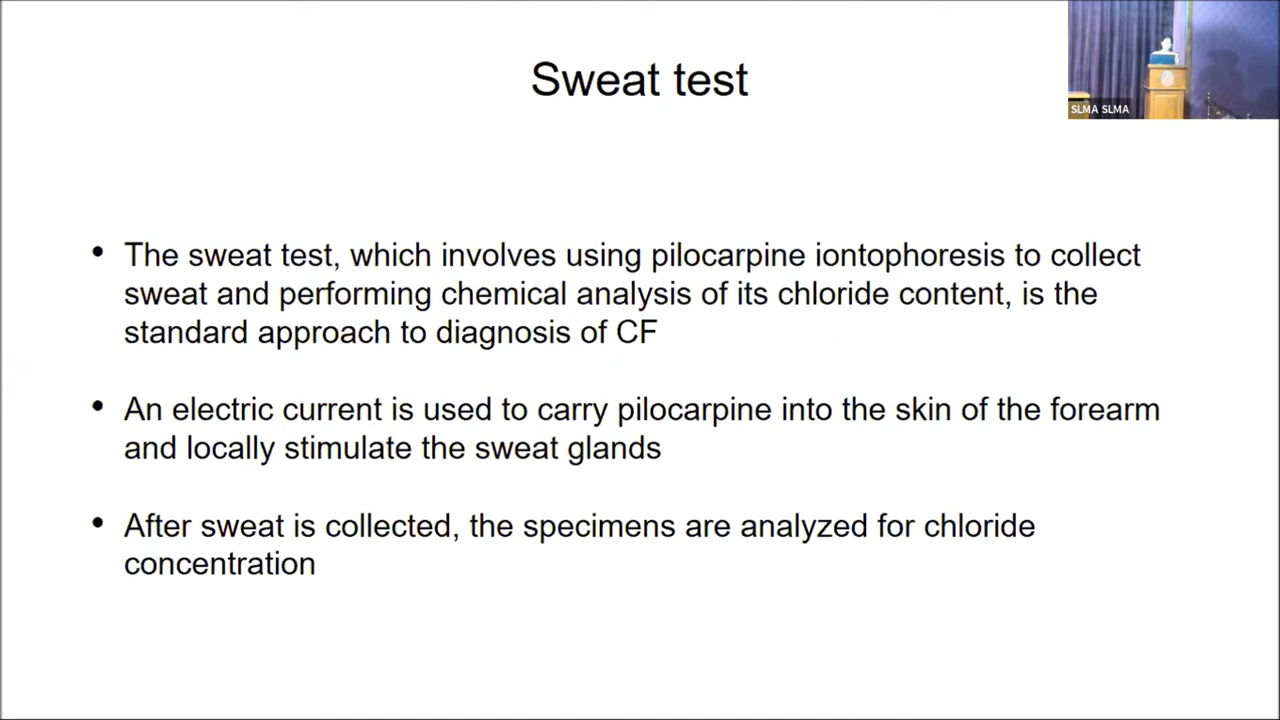 Sweat test
SLMA SLMA
• The sweat test, which involves using pilocarpine iontophoresis to collect
sweat and performing chemical analysis of its chloride content, is the
standard approach to diagnosis of CF
• An electric current is used to carry pilocarpine into the skin of the forearm
and locally stimulate the sweat glands
• After sweat is collected, the specimens are analyzed for chloride
concentration